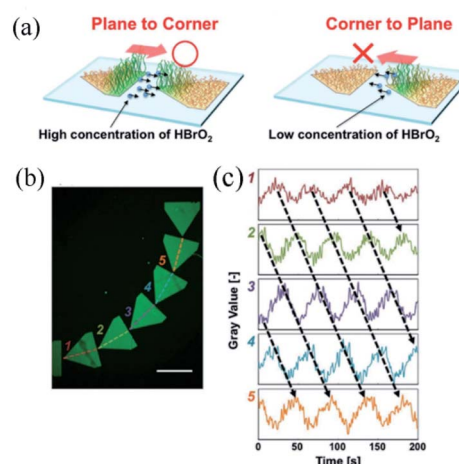 (a)
Plane to Corner
Corner to Plane
High concentration of HBrO₂
Low concentration of HBrO₂
(b)
1
2
3
4
5
(c)
1
2
3
4
5
Gray Value [-]
0 50 100 150 200
Time [s]